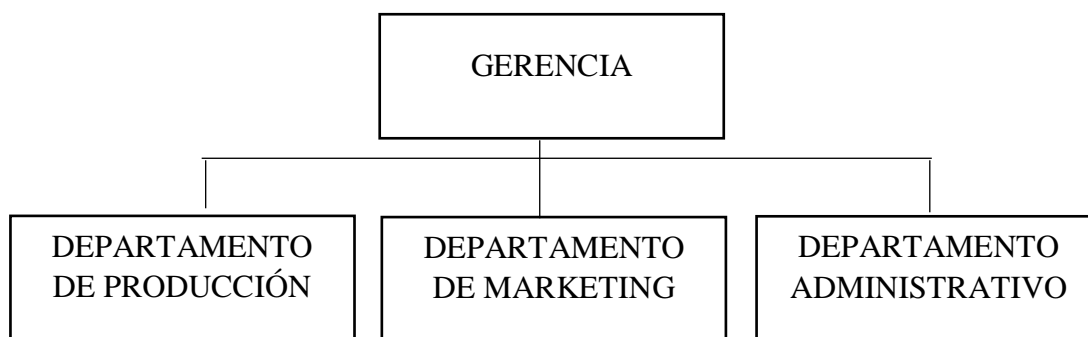 GERENCIA
DEPARTAMENTO
DE PRODUCCIÓN
DEPARTAMENTO
DE MARKETING
DEPARTAMENTO
ADMINISTRATIVO